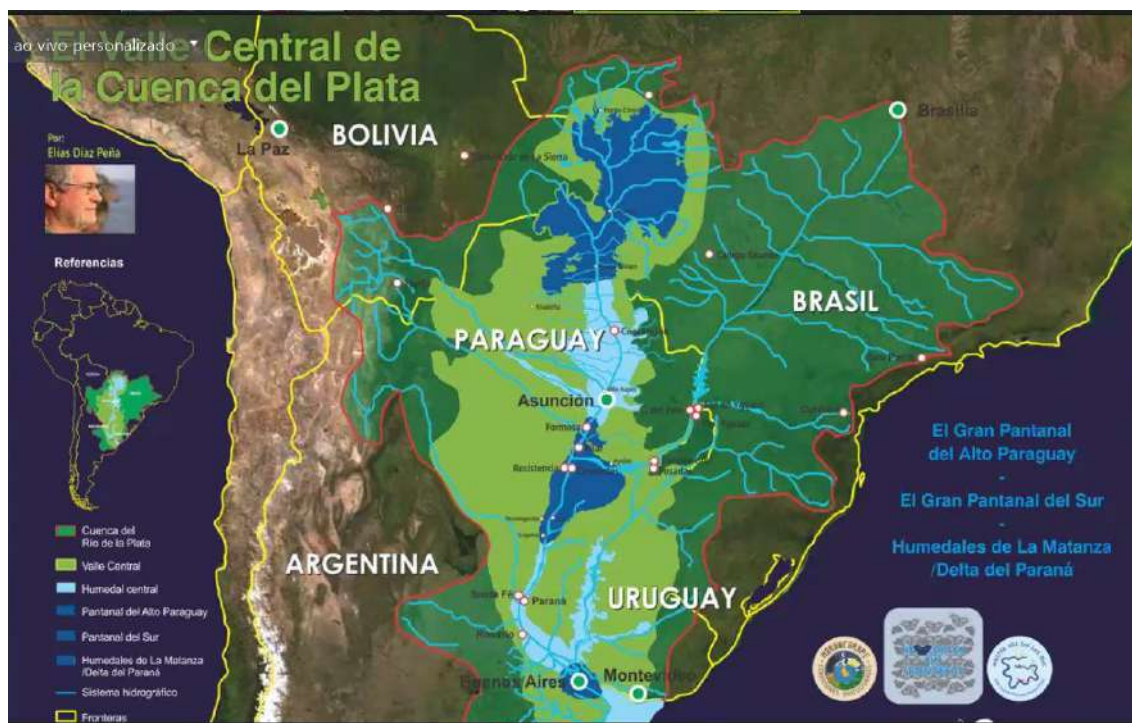 ao vivo personalizado
El Valle Central de
la Cuenca del Plata
Por:
Elías Díaz Peña
BOLIVIA
La Paz
Brasilia
Referencias
BRASIL
PARAGUAY
Asunción
Formosa
Resistencia
Posadas
ARGENTINA
Santa Fé
Paraná
Rosario
URUGUAY
Buenos Aires
Montevideo
El Gran Pantanal
del Alto Paraguay
-
El Gran Pantanal del Sur
-
Humedales de La Matanza
/Delta del Paraná
Cuenca del
Río de la Plata
Valle Central
Humedal central
Pantanal del Alto Paraguay
Pantanal del Sur
Humedales de La Matanza
/Delta del Paraná
Sistema hidrográfico
Fronteras